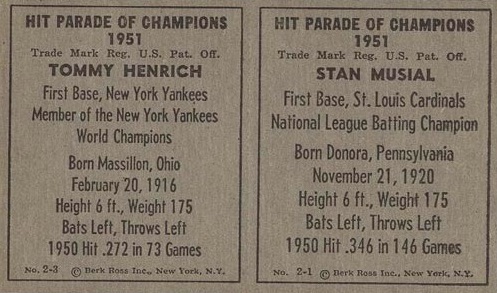 HIT PARADE OF CHAMPIONS
1951
Trade Mark Reg. U.S. Pat. Off.
TOMMY HENRICH
First Base, New York Yankees
Member of the New York Yankees
World Champions
Born Massillon, Ohio
February 20, 1916
Height 6 ft., Weight 175
Bats Left, Throws Left
1950 Hit .272 in 73 Games
No. 2-3 © Berk Ross Inc., New York, N.Y.
HIT PARADE OF CHAMPIONS
1951
Trade Mark Reg. U.S. Pat. Off.
STAN MUSIAL
First Base, St. Louis Cardinals
National League Batting Champion
Born Donora, Pennsylvania
November 21, 1920
Height 6 ft., Weight 175
Bats Left, Throws Left
1950 Hit .346 in 146 Games
No. 2-1 © Berk Ross Inc., New York, N.Y.